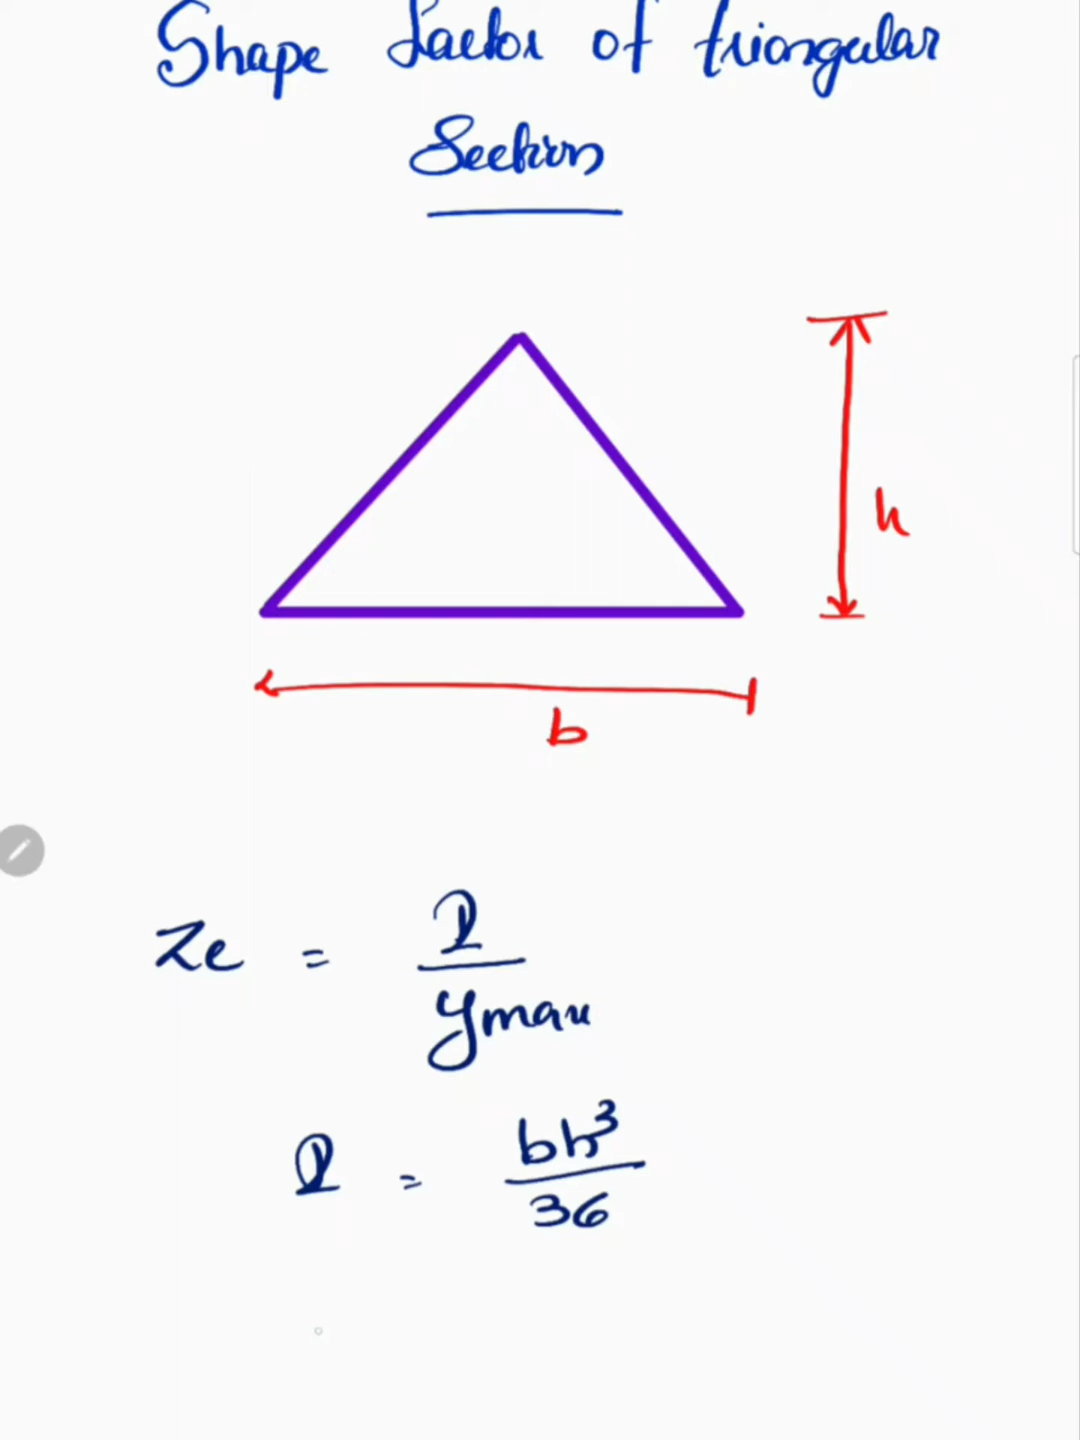 Shape factor of triangular
Section
h
b
Ze = I / ymax
I = bh³ / 36